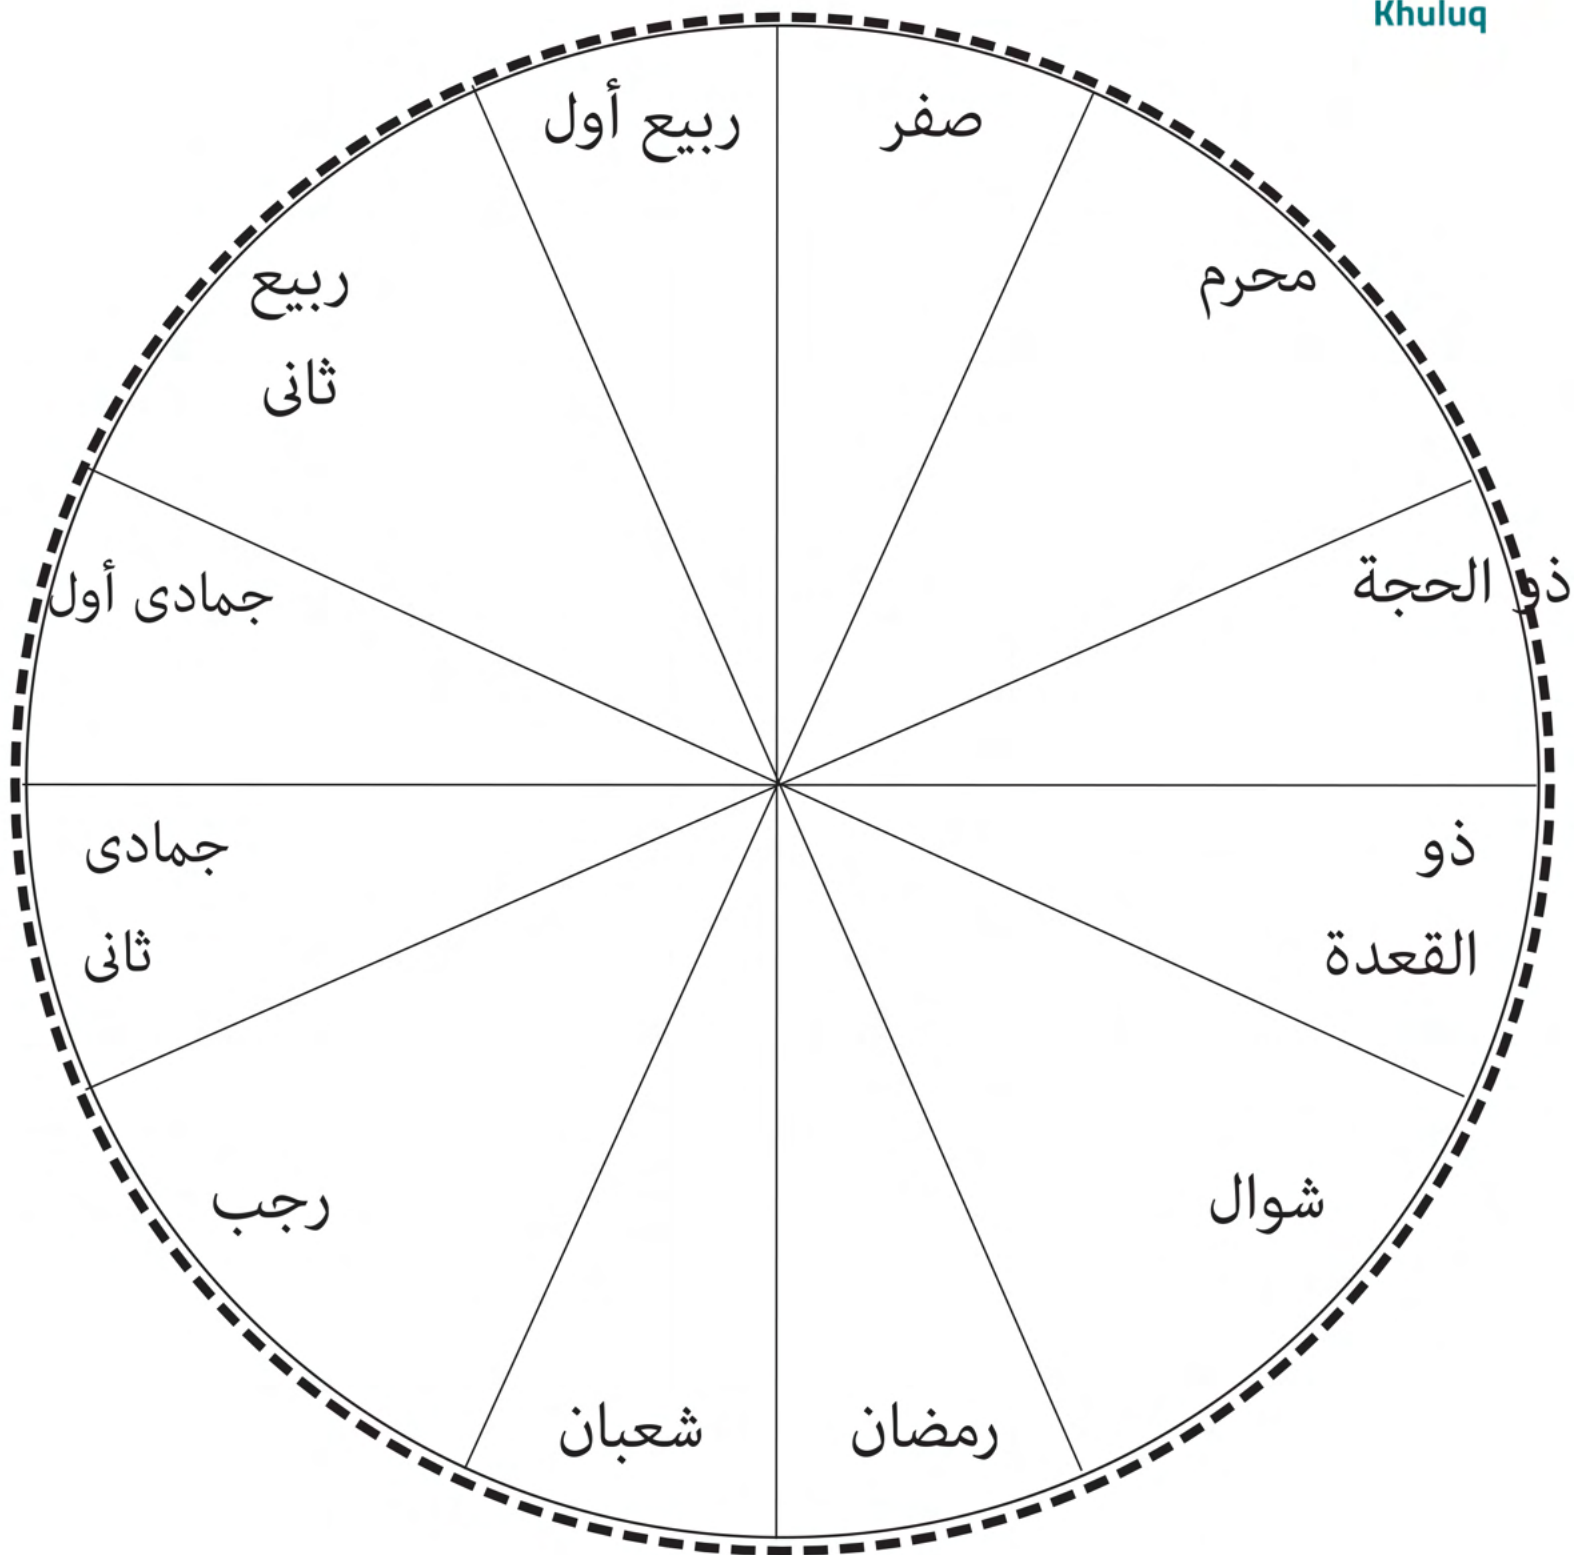 Khuluq
محرم
صفر
ربيع أول
ربيع
ثانى
جمادى أول
جمادى
ثانى
رجب
شعبان
رمضان
شوال
ذو
القعدة
ذو الحجة